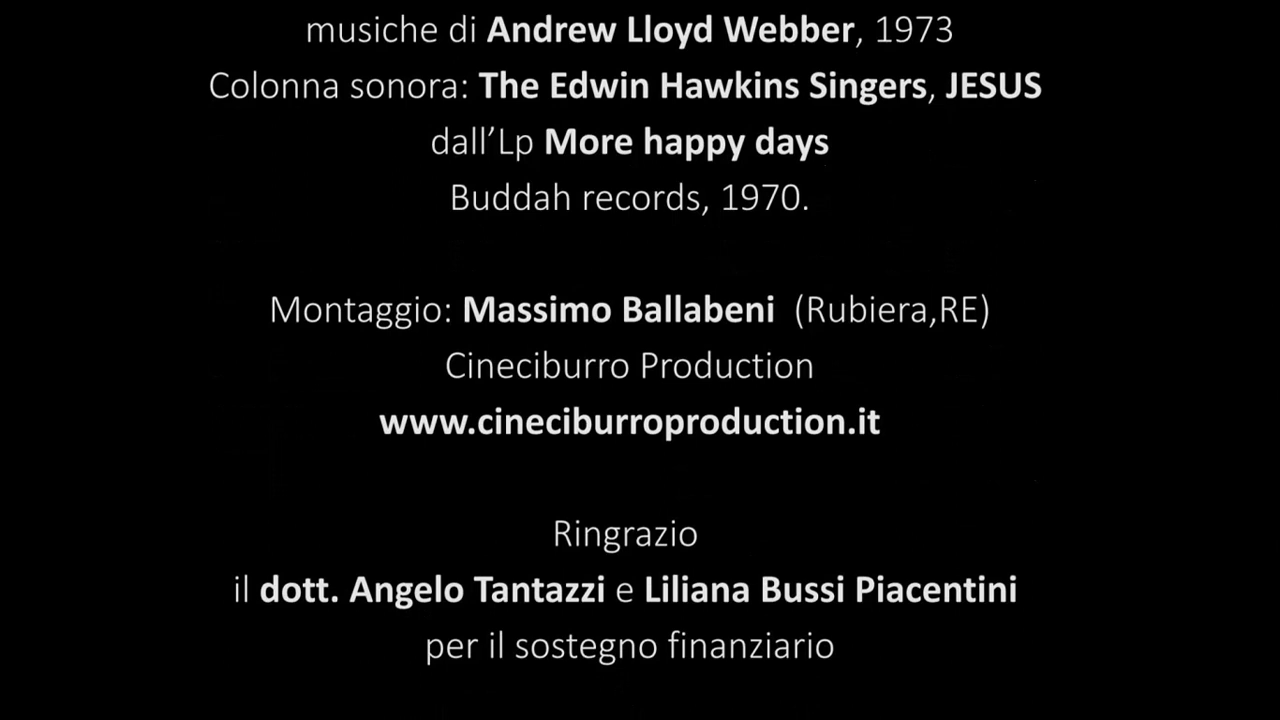 musiche di Andrew Lloyd Webber, 1973
Colonna sonora: The Edwin Hawkins Singers, JESUS
dall’Lp More happy days
Buddah records, 1970.
Montaggio: Massimo Ballabeni (Rubiera,RE)
Cineciburro Production
www.cineciburroproduction.it
Ringrazio
il dott. Angelo Tantazzi e Liliana Bussi Piacentini
per il sostegno finanziario